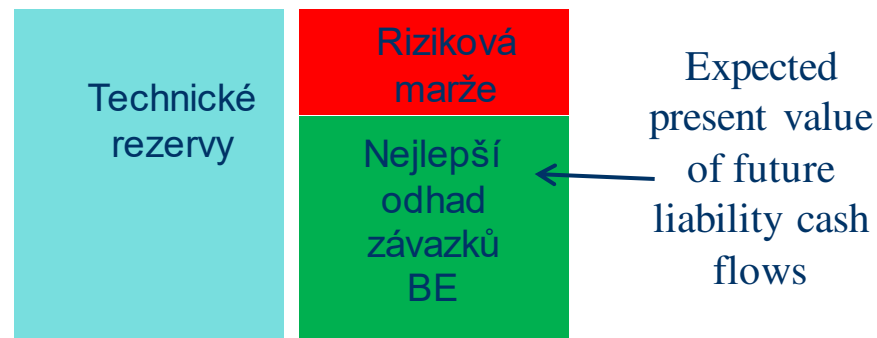 Technické
rezervy
Riziková
marže
Nejlepší
odhad
závazků
BE
Expected
present value
of future
liability cash
flows